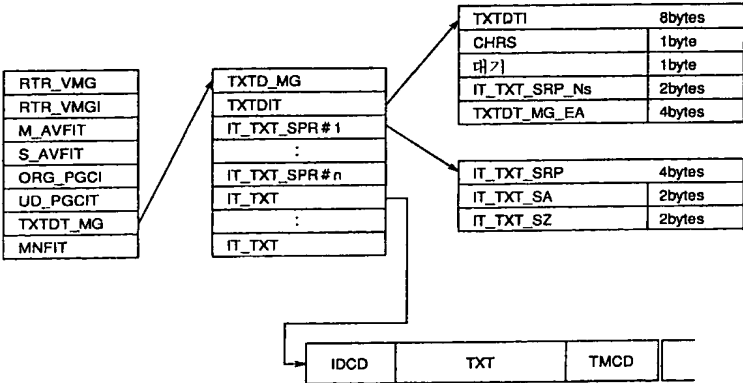 RTR_VMG
RTR_VMGI
M_AVFIT
S_AVFIT
ORG_PGCI
UD_PGCIT
TXTDT_MG
MNFIT
TXTD_MG
TXTDIT
IT_TXT_SPR#1
:
IT_TXT_SPR#n
IT_TXT
:
IT_TXT
TXTDTI 8bytes
CHRS 1byte
대기 1byte
IT_TXT_SRP_Ns 2bytes
TXTDT_MG_EA 4bytes
IT_TXT_SRP 4bytes
IT_TXT_SA 2bytes
IT_TXT_SZ 2bytes
IDCD TXT TMCD